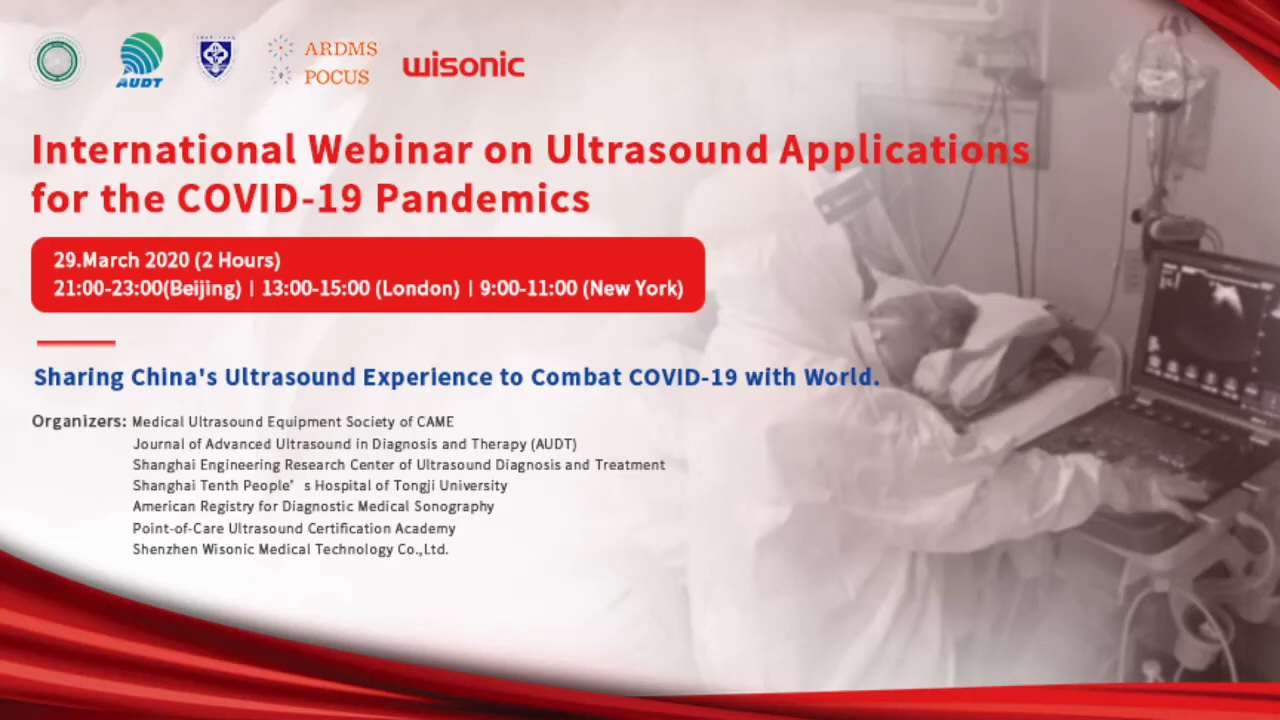 AUDT
ARDMS
POCUS
wisonic
International Webinar on Ultrasound Applications
for the COVID-19 Pandemics
29.March 2020 (2 Hours)
21:00-23:00(Beijing) | 13:00-15:00 (London) | 9:00-11:00 (New York)
Sharing China's Ultrasound Experience to Combat COVID-19 with World.
Organizers: Medical Ultrasound Equipment Society of CAME
Journal of Advanced Ultrasound in Diagnosis and Therapy (AUDT)
Shanghai Engineering Research Center of Ultrasound Diagnosis and Treatment
Shanghai Tenth People’ s Hospital of Tongji University
American Registry for Diagnostic Medical Sonography
Point-of-Care Ultrasound Certification Academy
Shenzhen Wisonic Medical Technology Co.,Ltd.